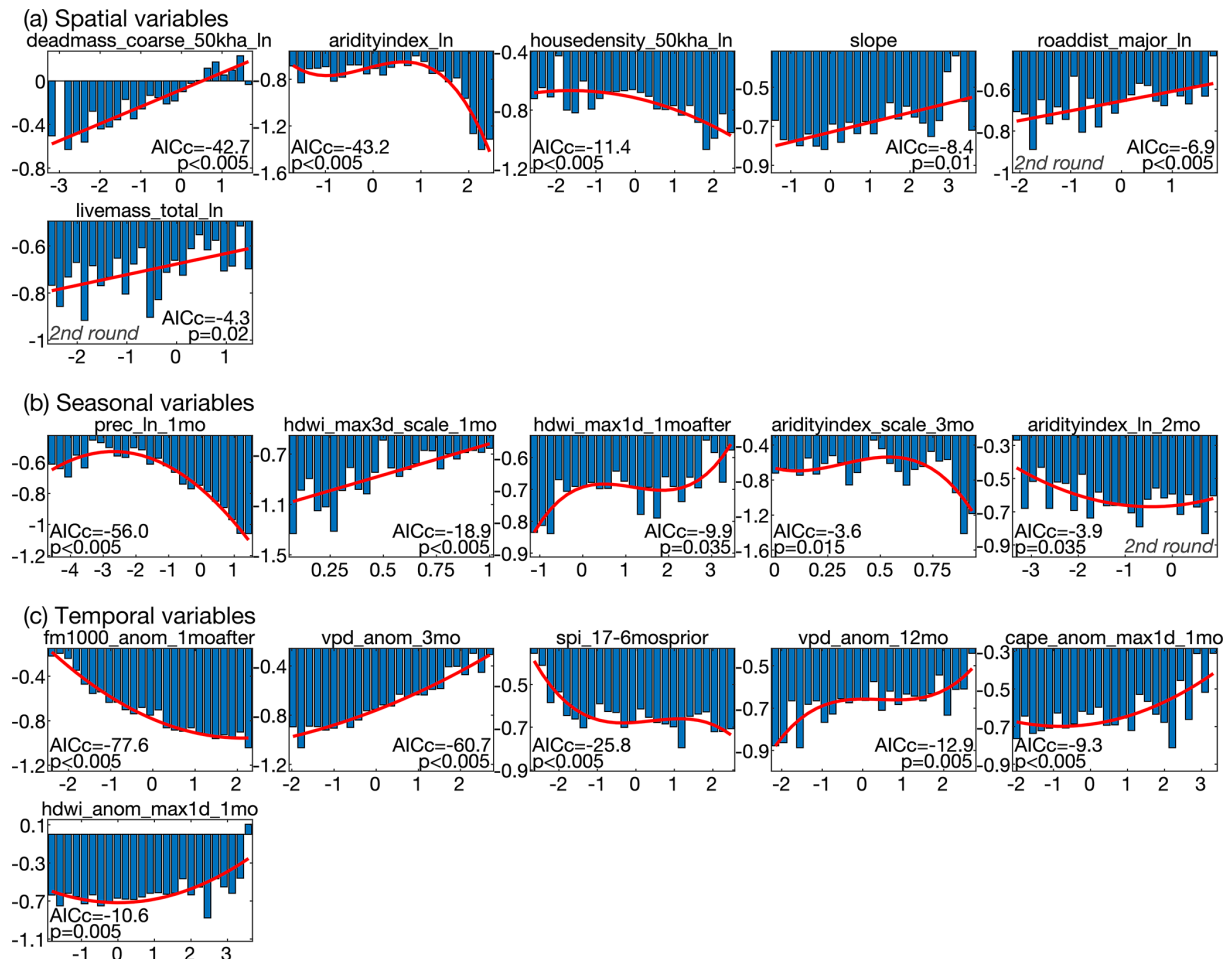 (a) Spatial variables
deadmass_coarse_50kha_ln
aridityindex_ln
housedensity_50kha_ln
slope
roaddist_major_ln
0
-0.4
-0.8
AICc=-42.7
p<0.005
-3 -2 -1 0 1
-0.8
-1.2
-1.6
AICc=-43.2
p<0.005
-1 0 1 2
-0.4
-0.8
-1.2
AICc=-11.4
p<0.005
-2 -1 0 1 2
-0.5
-0.7
-0.9
AICc=-8.4
p=0.01
-1 0 1 2 3
-0.6
-0.8
-1
2nd round
AICc=-6.9
p<0.005
-2 -1 0 1
livemass_total_ln
-0.6
-0.8
-1
2nd round
AICc=-4.3
p=0.02
-2 -1 0 1
(b) Seasonal variables
prec_ln_1mo
hdwi_max3d_scale_1mo
hdwi_max1d_1moafter
aridityindex_scale_3mo
aridityindex_ln_2mo
-0.6
-0.8
-1
-1.2
AICc=-56.0
p<0.005
-4 -3 -2 -1 0 1
-0.7
-1.1
-1.5
AICc=-18.9
p<0.005
0.25 0.5 0.75 1
-0.6
-0.7
-0.8
-0.9
AICc=-9.9
p=0.035
-1 0 1 2 3
-0.4
-0.8
-1.2
-1.6
AICc=-3.6
p=0.015
0 0.25 0.5 0.75
-0.3
-0.5
-0.7
-0.9
AICc=-3.9
p=0.035
2nd round
-3 -2 -1 0
(c) Temporal variables
fm1000_anom_1moafter
vpd_anom_3mo
spi_17-6mosprior
vpd_anom_12mo
cape_anom_max1d_1mo
-0.4
-0.8
-1.2
AICc=-77.6
p<0.005
-2 -1 0 1 2
-0.4
-0.8
-1.2
AICc=-60.7
p<0.005
-2 -1 0 1 2
-0.5
-0.7
-0.9
AICc=-25.8
p<0.005
-2 -1 0 1 2
-0.5
-0.7
-0.9
AICc=-12.9
p=0.005
-2 -1 0 1 2
-0.3
-0.5
-0.7
-0.9
AICc=-9.3
p<0.005
-2 -1 0 1 2 3
hdwi_anom_max1d_1mo
0.1
-0.3
-0.7
-1.1
AICc=-10.6
p=0.005
-1 0 1 2 3